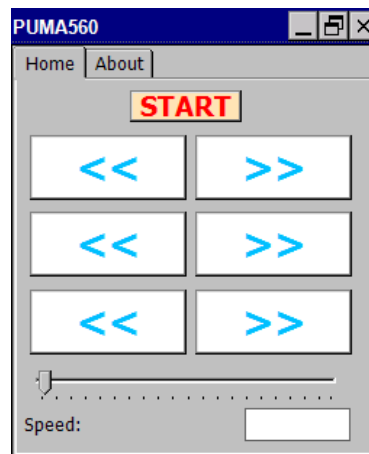 PUMA560
Home About
START
<< >>
<< >>
<< >>
Speed: